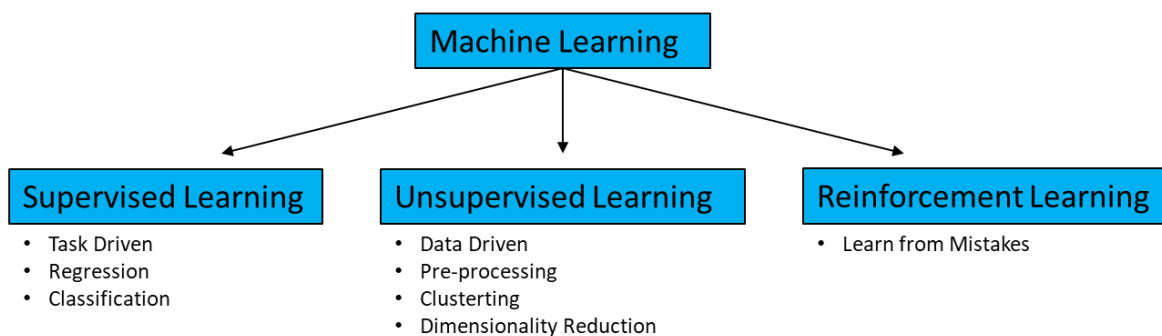 Machine Learning
Supervised Learning
• Task Driven
• Regression
• Classification
Unsupervised Learning
• Data Driven
• Pre-processing
• Clusterting
• Dimensionality Reduction
Reinforcement Learning
• Learn from Mistakes